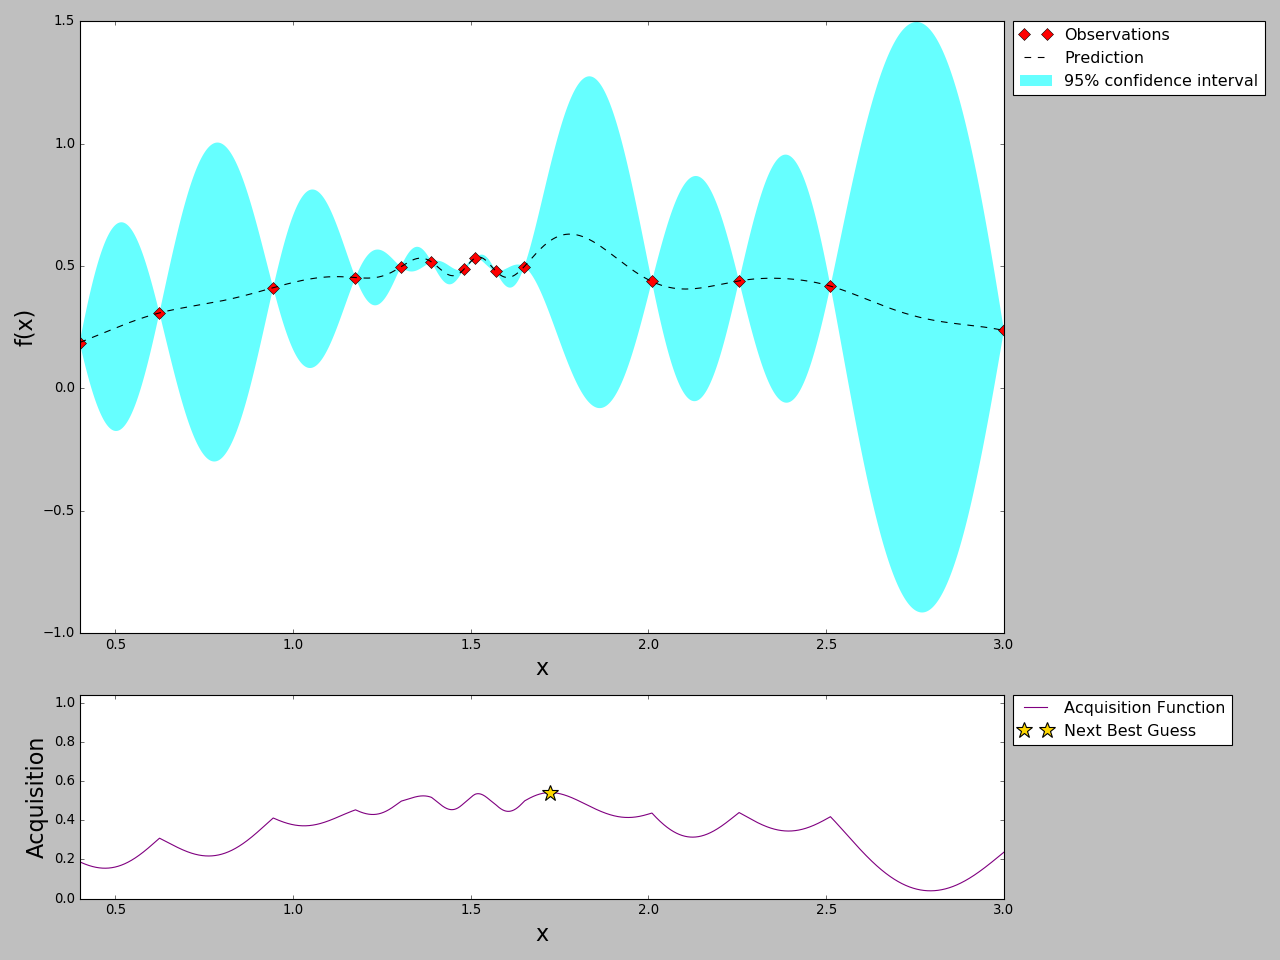 1.5
1.0
0.5
0.0
−0.5
−1.0
f(x)
0.5 1.0 1.5 2.0 2.5 3.0
x
Observations
Prediction
95% confidence interval
1.0
0.8
0.6
0.4
0.2
0.0
Acquisition
0.5 1.0 1.5 2.0 2.5 3.0
x
Acquisition Function
Next Best Guess